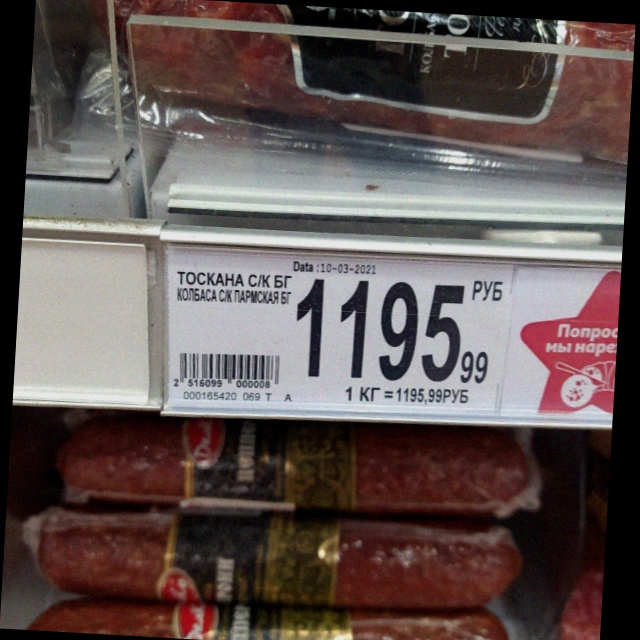 Data :10-03-2021
ТОСКАНА С/К БГ
КОЛБАСА С/К ПАРМСКАЯ БГ
1195 99
РУБ
2 516099 000008
000165420 069 T A
1 КГ =1195,99РУБ
Попрос
мы наре